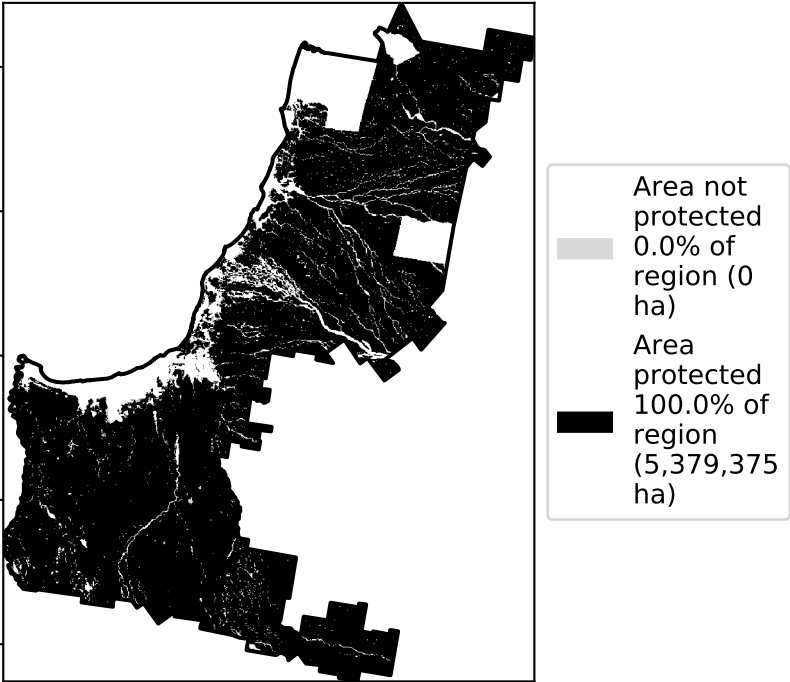 Area not
protected
0.0% of
region (0
ha)
Area
protected
100.0% of
region
(5,379,375
ha)